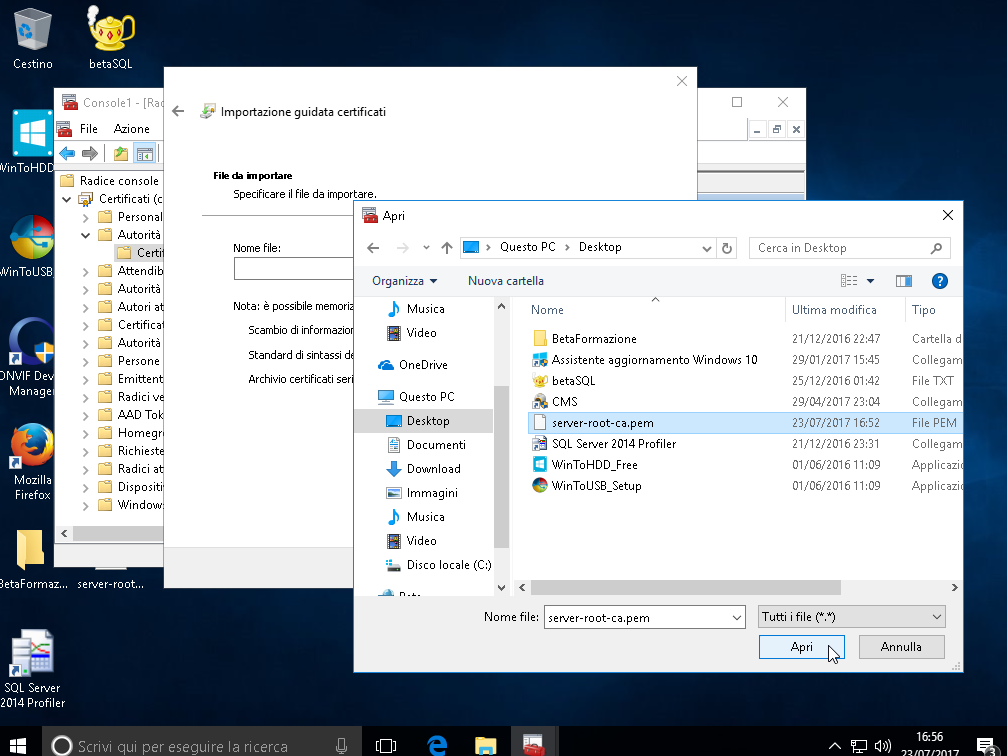 Cestino
betaSQL
WinToHDD
WinToUSB
Mozilla
Firefox
BetaFormaz...
server-root...
SQL Server
2014 Profiler
Console1 - [Rad
File Azione
Radice console
Certificati (c
Personal
Autorità
Certif
Attendib
Autorità
Autori at
Certificat
Autorità
Persone
Emittent
Radici ve
AAD Tok
Homegro
Richieste
Radici at
Dispositiv
Windows
Importazione guidata certificati
File da importare
Specificare il file da importare.
Nome file:
Nota: è possibile memoriz
Scambio di informazion
Standard di sintassi de
Archivio certificati seri
Apri
Questo PC Desktop
Cerca in Desktop
Organizza
Nuova cartella
Musica
Video
OneDrive
Questo PC
Desktop
Documenti
Download
Immagini
Musica
Video
Disco locale (C:)
Nome Ultima modifica Tipo
BetaFormazione 21/12/2016 22:47 Cartella d
Assistente aggiornamento Windows 10 29/01/2017 15:45 Collegam
betaSQL 25/12/2016 01:42 File TXT
CMS 29/04/2017 23:04 Collegam
server-root-ca.pem 23/07/2017 16:52 File PEM
SQL Server 2014 Profiler 21/12/2016 23:31 Collegam
WinToHDD_Free 01/06/2016 11:09 Applicazio
WinToUSB_Setup 01/06/2016 11:09 Applicazio
Nome file: server-root-ca.pem
Tutti i file (*.*)
Apri
Annulla
Scrivi qui per eseguire la ricerca
16:56
23/07/2017
3